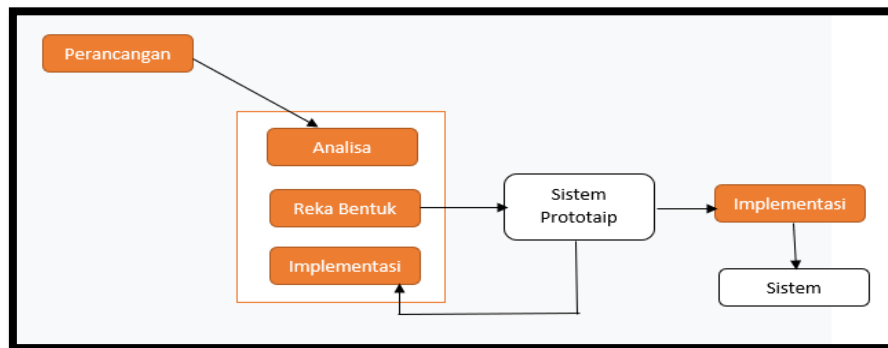 Perancangan
Analisa
Reka Bentuk
Implementasi
Sistem
Prototaip
Implementasi
Sistem